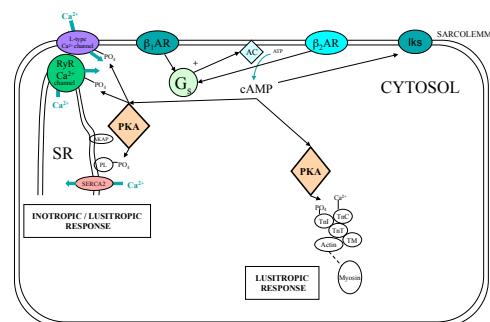 Ca²⁺
L-type
Ca²⁺ channel
β₁AR
AC
ATP
β₂AR
Iks
SARCOLEMM
RyR
Ca²⁺
channel
PO₄
+
Gₛ
cAMP
CYTOSOL
PO₄
Ca²⁺
PKA
SR
AKAP
PL
PO₄
PKA
SERCA2
Ca²⁺
PO₄
Ca²⁺
TnI
TnC
TnT
Actin
TM
INOTROPIC / LUSITROPIC
RESPONSE
LUSITROPIC
RESPONSE
Myosin